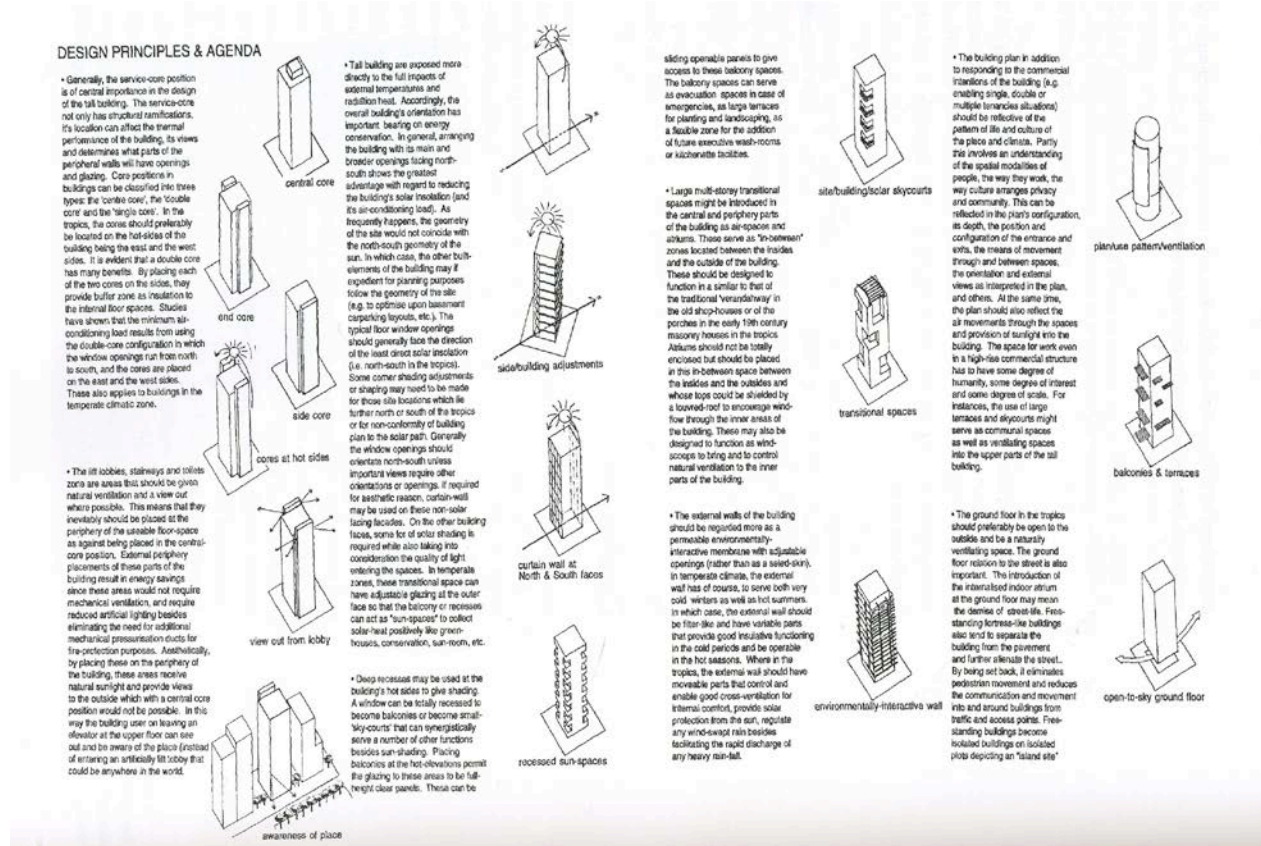 DESIGN PRINCIPLES & AGENDA
• Generally, the service-core position
is of central importance in the design
of the tall building. The service-core
not only has structural ramifications,
it's location can affect the thermal
performance of the building, its views
and determines what parts of the
peripheral walls will have openings
and glazing. Core positions in
buildings can be classified into three
types: the 'centre core', the 'double
core' and the 'single core'. In the
tropics, the cores should preferably
be located on the hot-sides of the
building being the east and the west
sides. It is evident that a double core
has many benefits. By placing each
of the two cores on the sides, they
provide buffer zone as insulation to
the internal floor spaces. Studies
have shown that the minimum air-
conditioning load results from using
the double-core configuration in which
the window openings run from north
to south, and the cores are placed
on the east and the west sides.
These also applies to buildings in the
temperate climatic zone.
• The lift lobbies, stairways and toilets
zone are areas that should be given
natural ventilation and a view out
where possible. This means that they
inevitably should be placed at the
periphery of the useable floor-space
as against being placed in the central-
core position. External periphery
placements of these parts of the
building result in energy savings
since these areas would not require
mechanical ventilation, and require
reduced artificial lighting besides
eliminating the need for additional
mechanical pressurisation ducts for
fire-protection purposes. Aesthetically,
by placing these on the periphery of
the building, these areas receive
natural sunlight and provide views
to the outside which with a central core
position would not be possible. In this
way the building user on leaving an
elevator at the upper floor can see
out and be aware of the place (instead
of entering an artificially lit lobby that
could be anywhere in the world.
central core
end core
side core
cores at hot sides
view out from lobby
awareness of place
• Tall building are exposed more
directly to the full impacts of
external temperatures and
radiation heat. Accordingly, the
overall building's orientation has
important bearing on energy
conservation. In general, arranging
the building with its main and
broader openings facing north-
south shows the greatest
advantage with regard to reducing
the building's solar insolation (and
it's air-conditioning load). As
frequently happens, the geometry
of the site would not coincide with
the north-south geometry of the
sun. In which case, the other built-
elements of the building may if
expedient for planning purposes
follow the geometry of the site
(e.g. to optimise upon basement
carparking layouts, etc.). The
typical floor window openings
should generally face the direction
of the least direct solar insolation
(i.e. north-south in the tropics).
Some corner shading adjustments
or shaping may need to be made
for those site locations which lie
further north or south of the tropics
or for non-conformity of building
plan to the solar path. Generally
the window openings should
orientate north-south unless
important views require other
orientations or openings. If required
for aesthetic reason, curtain-wall
may be used on these non-solar
facing facades. On the other building
faces, some for of solar shading is
required while also taking into
consideration the quality of light
entering the spaces. In temperate
zones, these transitional space can
have adjustable glazing at the outer
face so that the balcony or recesses
can act as "sun-spaces" to collect
solar-heat positively like green-
houses, conservation, sun-room, etc.
• Deep recesses may be used at the
building's hot sides to give shading.
A window can be totally recessed to
become balconies or become small-
'sky-courts' that can synergistically
serve a number of other functions
besides sun-shading. Placing
balconies at the hot-elevations permit
the glazing to these areas to be full-
height clear panels. These can be
side/building adjustments
curtain wall at
North & South faces
recessed sun-spaces
sliding openable panels to give
access to these balcony spaces.
The balcony spaces can serve
as evacuation spaces in case of
emergencies, as large terraces
for planting and landscaping, as
a flexible zone for the addition
of future executive wash-rooms
or kitchenette facilities.
• Large multi-storey transitional
spaces might be introduced in
the central and periphery parts
of the building as air-spaces and
atriums. These serve as "in-between"
zones located between the insides
and the outside of the building.
These should be designed to
function in a similar to that of
the traditional 'verandahway' in
the old shop-houses or of the
porches in the early 19th century
masonry houses in the tropics.
Atriums should not be totally
enclosed but should be placed
in this in-between space between
the insides and the outsides and
whose tops could be shielded by
a louvred-roof to encourage wind-
flow through the inner areas of
the building. These may also be
designed to function as wind-
scoops to bring and to control
natural ventilation to the inner
parts of the building.
• The external walls of the building
should be regarded more as a
permeable environmentally-
interactive membrane with adjustable
openings (rather than as a seled-skin).
In temperate climate, the external
wall has of course, to serve both very
cold winters as well as hot summers.
In which case, the external wall should
be filter-like and have variable parts
that provide good insulative functioning
in the cold periods and be operable
in the hot seasons. Where in the
tropics, the external wall should have
moveable parts that control and
enable good cross-ventilation for
internal comfort, provide solar
protection from the sun, regulate
any wind-swept rain besides
facilitating the rapid discharge of
any heavy rain-fall.
site/building/solar skycourts
transitional spaces
environmentally-interactive wall
• The building plan in addition
to responding to the commercial
intentions of the building (e.g.
enabling single, double or
multiple tenancies situations)
should be reflective of the
pattern of life and culture of
the place and climate. Partly
this involves an understanding
of the spatial modalities of
people, the way they work, the
way culture arranges privacy
and community. This can be
reflected in the plan's configuration,
its depth, the position and
configuration of the entrance and
exits, the means of movement
through and between spaces,
the orientation and external
views as interpreted in the plan,
and others. At the same time,
the plan should also reflect the
air movements through the spaces
and provision of sunlight into the
building. The space for work even
in a high-rise commercial structure
has to have some degree of
humanity, some degree of interest
and some degree of scale. For
instances, the use of large
terraces and skycourts might
serve as communal spaces
as well as ventilating spaces
into the upper parts of the tall
building.
• The ground floor in the tropics
should preferably be open to the
outside and be a naturally
ventilating space. The ground
floor relation to the street is also
important. The introduction of
the internalised indoor atrium
at the ground floor may mean
the demise of street-life. Free-
standing fortress-like buildings
also tend to separate the
building from the pavement
and further alienate the street..
By being set back, it eliminates
pedestrian movement and reduces
the communication and movement
into and around buildings from
traffic and access points. Free-
standing buildings become
isolated buildings on isolated
plots depicting an "island site"
plan/use pattern/ventilation
balconies & terraces
open-to-sky ground floor